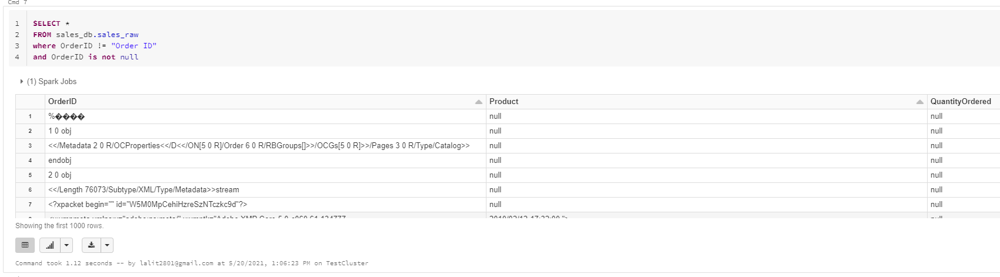 Cmd 7
1 SELECT *
2 FROM sales_db.sales_raw
3 where OrderID != "Order ID"
4 and OrderID is not null
(1) Spark Jobs
OrderID Product QuantityOrdered
1 %���� null null
2 1 0 obj null null
3 <</Metadata 2 0 R/OCProperties<</D<</ON[5 0 R]/Order 6 0 R/RBGroups[]>>/OCGs[5 0 R]>>/Pages 3 0 R/Type/Catalog>> null null
4 endobj null null
5 2 0 obj null null
6 <</Length 76073/Subtype/XML/Type/Metadata>>stream null null
7 <?xpacket begin="" id="W5M0MpCehiHzreSzNTczkc9d"?> null null
Showing the first 1000 rows.
Command took 1.12 seconds -- by lalit2801@gmail.com at 5/20/2021, 1:06:23 PM on TestCluster